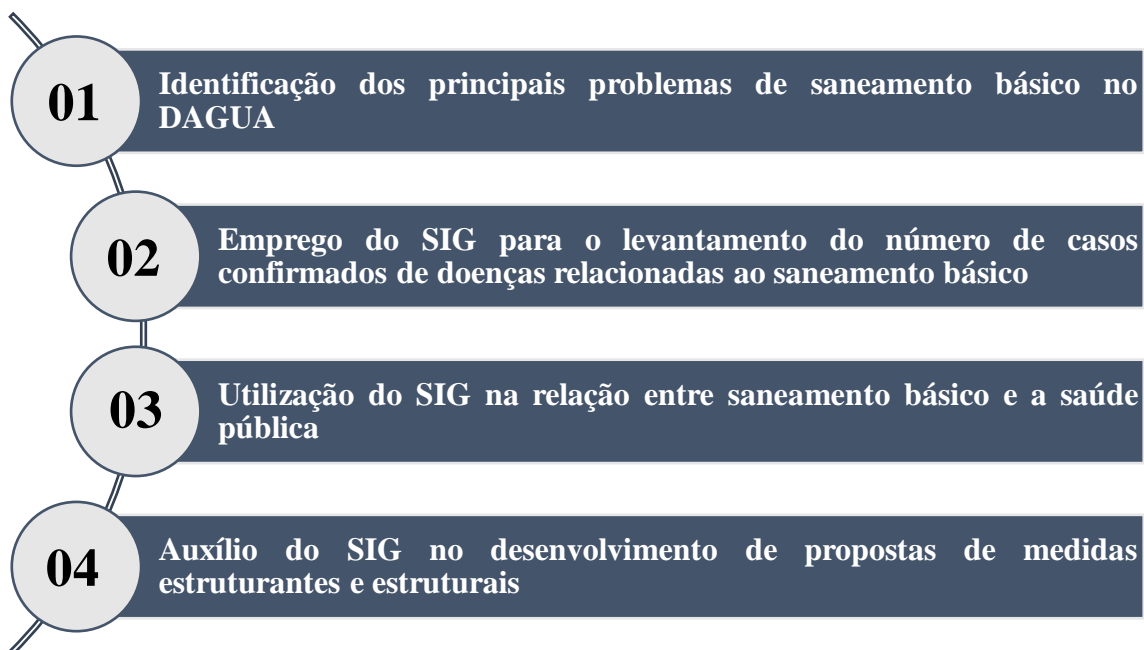 01
Identificação dos principais problemas de saneamento básico no
DAGUA
02
Emprego do SIG para o levantamento do número de casos
confirmados de doenças relacionadas ao saneamento básico
03
Utilização do SIG na relação entre saneamento básico e a saúde
pública
04
Auxílio do SIG no desenvolvimento de propostas de medidas
estruturantes e estruturais